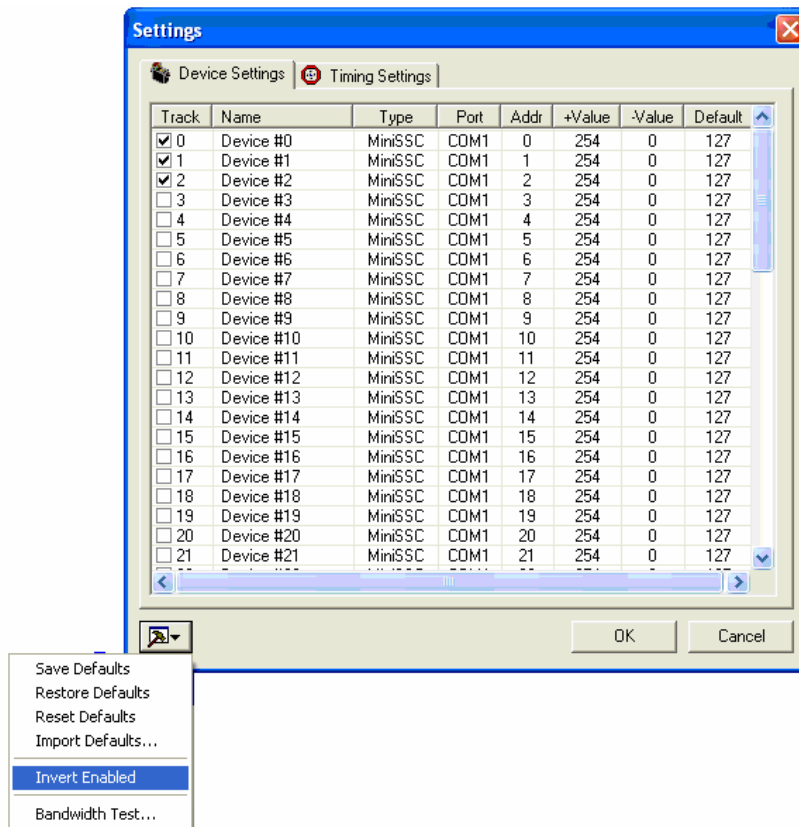 Settings
Device Settings Timing Settings
Track Name Type Port Addr +Value -Value Default
0 Device #0 MiniSSC COM1 0 254 0 127
1 Device #1 MiniSSC COM1 1 254 0 127
2 Device #2 MiniSSC COM1 2 254 0 127
3 Device #3 MiniSSC COM1 3 254 0 127
4 Device #4 MiniSSC COM1 4 254 0 127
5 Device #5 MiniSSC COM1 5 254 0 127
6 Device #6 MiniSSC COM1 6 254 0 127
7 Device #7 MiniSSC COM1 7 254 0 127
8 Device #8 MiniSSC COM1 8 254 0 127
9 Device #9 MiniSSC COM1 9 254 0 127
10 Device #10 MiniSSC COM1 10 254 0 127
11 Device #11 MiniSSC COM1 11 254 0 127
12 Device #12 MiniSSC COM1 12 254 0 127
13 Device #13 MiniSSC COM1 13 254 0 127
14 Device #14 MiniSSC COM1 14 254 0 127
15 Device #15 MiniSSC COM1 15 254 0 127
16 Device #16 MiniSSC COM1 16 254 0 127
17 Device #17 MiniSSC COM1 17 254 0 127
18 Device #18 MiniSSC COM1 18 254 0 127
19 Device #19 MiniSSC COM1 19 254 0 127
20 Device #20 MiniSSC COM1 20 254 0 127
21 Device #21 MiniSSC COM1 21 254 0 127
OK Cancel
Save Defaults
Restore Defaults
Reset Defaults
Import Defaults...
Invert Enabled
Bandwidth Test...